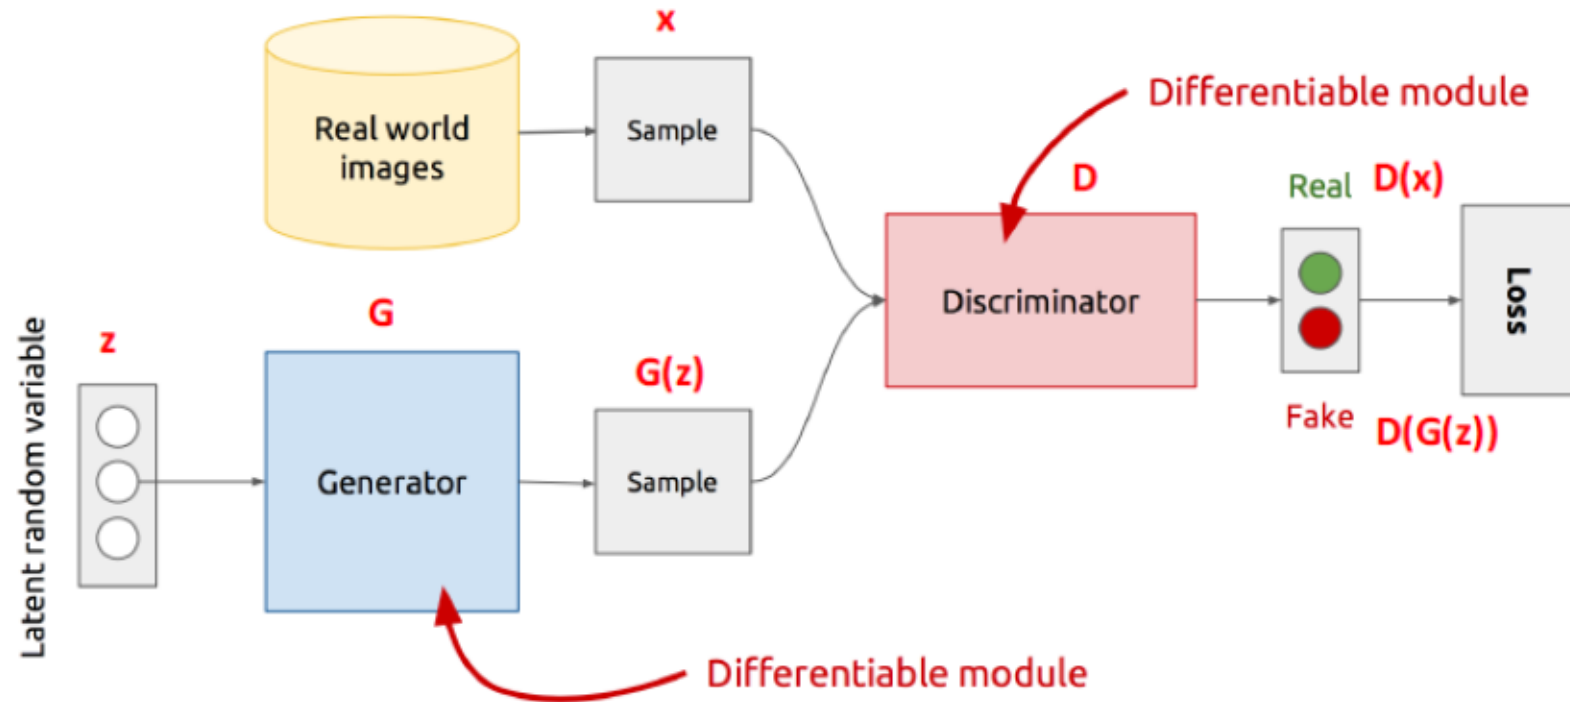 x
Real world
images
Sample
Differentiable module
D
Real
D(x)
Discriminator
Loss
Latent random variable
z
G
Generator
G(z)
Sample
Fake
D(G(z))
Differentiable module